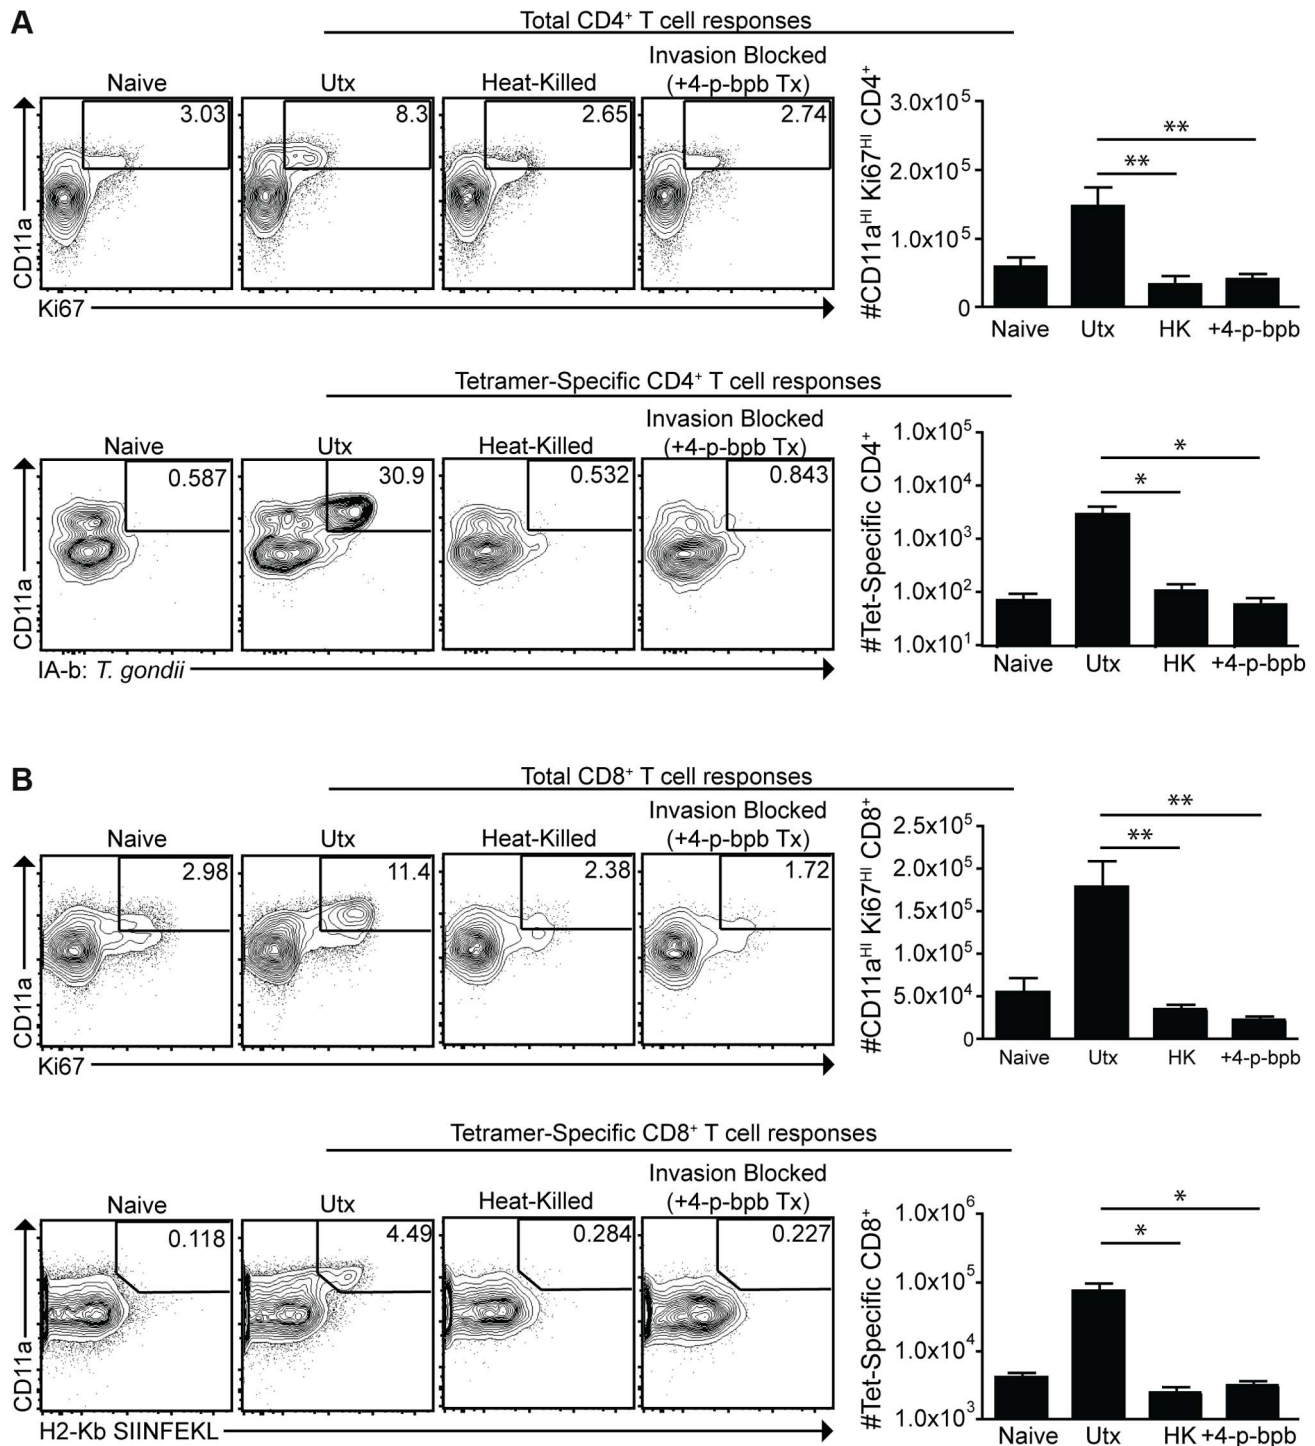 A
Total CD4⁺ T cell responses
Naive
Utx
Heat-Killed
Invasion Blocked
(+4-p-bpb Tx)
3.03
8.3
2.65
2.74
CD11a
Ki67
#CD11aᴴᴵ Ki67ᴴᴵ CD4⁺
3.0x10⁵
2.0x10⁵
1.0x10⁵
0
**
**
Naive Utx HK +4-p-bpb
Tetramer-Specific CD4⁺ T cell responses
Naive
Utx
Heat-Killed
Invasion Blocked
(+4-p-bpb Tx)
0.587
30.9
0.532
0.843
CD11a
IA-b: T. gondii
#Tet-Specific CD4⁺
1.0x10⁵
1.0x10⁴
1.0x10³
1.0x10²
1.0x10¹
*
*
Naive Utx HK +4-p-bpb
B
Total CD8⁺ T cell responses
Naive
Utx
Heat-Killed
Invasion Blocked
(+4-p-bpb Tx)
2.98
11.4
2.38
1.72
CD11a
Ki67
#CD11aᴴᴵ Ki67ᴴᴵ CD8⁺
2.5x10⁵
2.0x10⁵
1.5x10⁵
1.0x10⁵
5.0x10⁴
0
**
**
Naive Utx HK +4-p-bpb
Tetramer-Specific CD8⁺ T cell responses
Naive
Utx
Heat-Killed
Invasion Blocked
(+4-p-bpb Tx)
0.118
4.49
0.284
0.227
CD11a
H2-Kb SIINFEKL
#Tet-Specific CD8⁺
1.0x10⁶
1.0x10⁵
1.0x10⁴
1.0x10³
*
*
Naive Utx HK +4-p-bpb